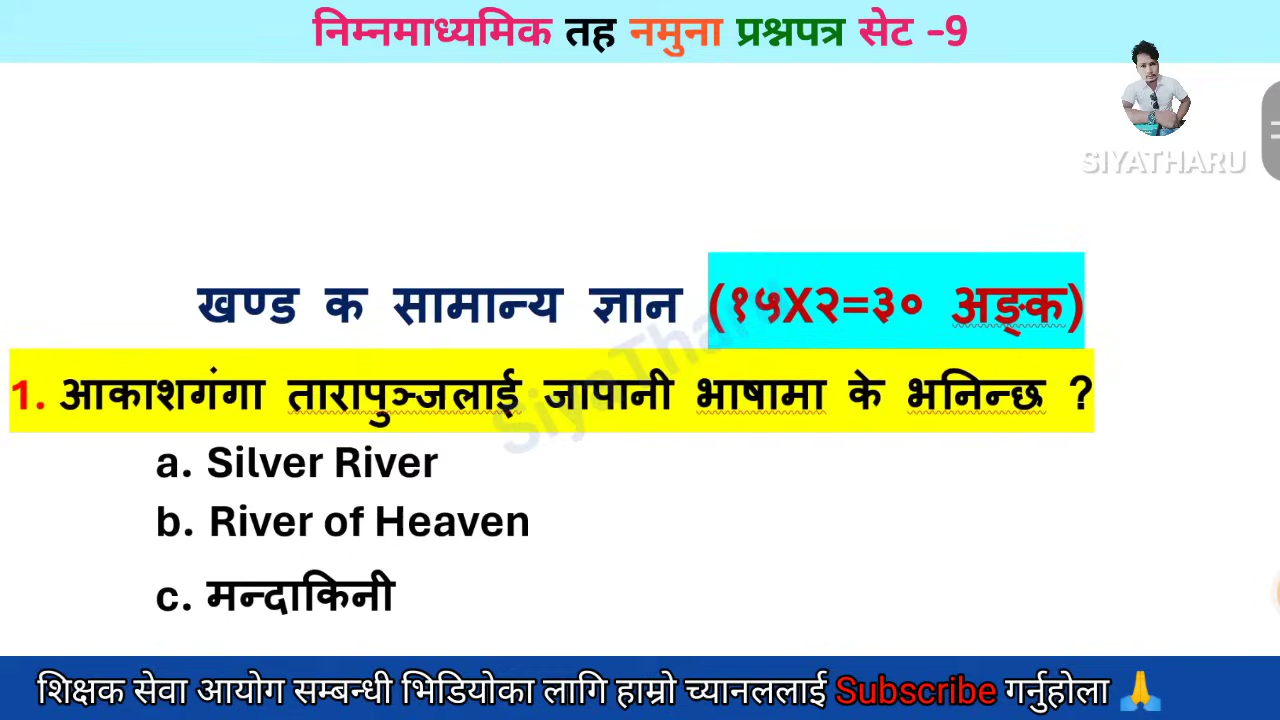 निम्नमाध्यमिक तह नमुना प्रश्नपत्र सेट -9
SIYATHARU
खण्ड क सामान्य ज्ञान (१५X२=३० अङ्क)
1. आकाशगंगा तारापुञ्जलाई जापानी भाषामा के भनिन्छ ?
SiyaTharu
a. Silver River
b. River of Heaven
c. मन्दाकिनी
शिक्षक सेवा आयोग सम्बन्धी भिडियोका लागि हाम्रो च्यानललाई Subscribe गर्नुहोला 🙏